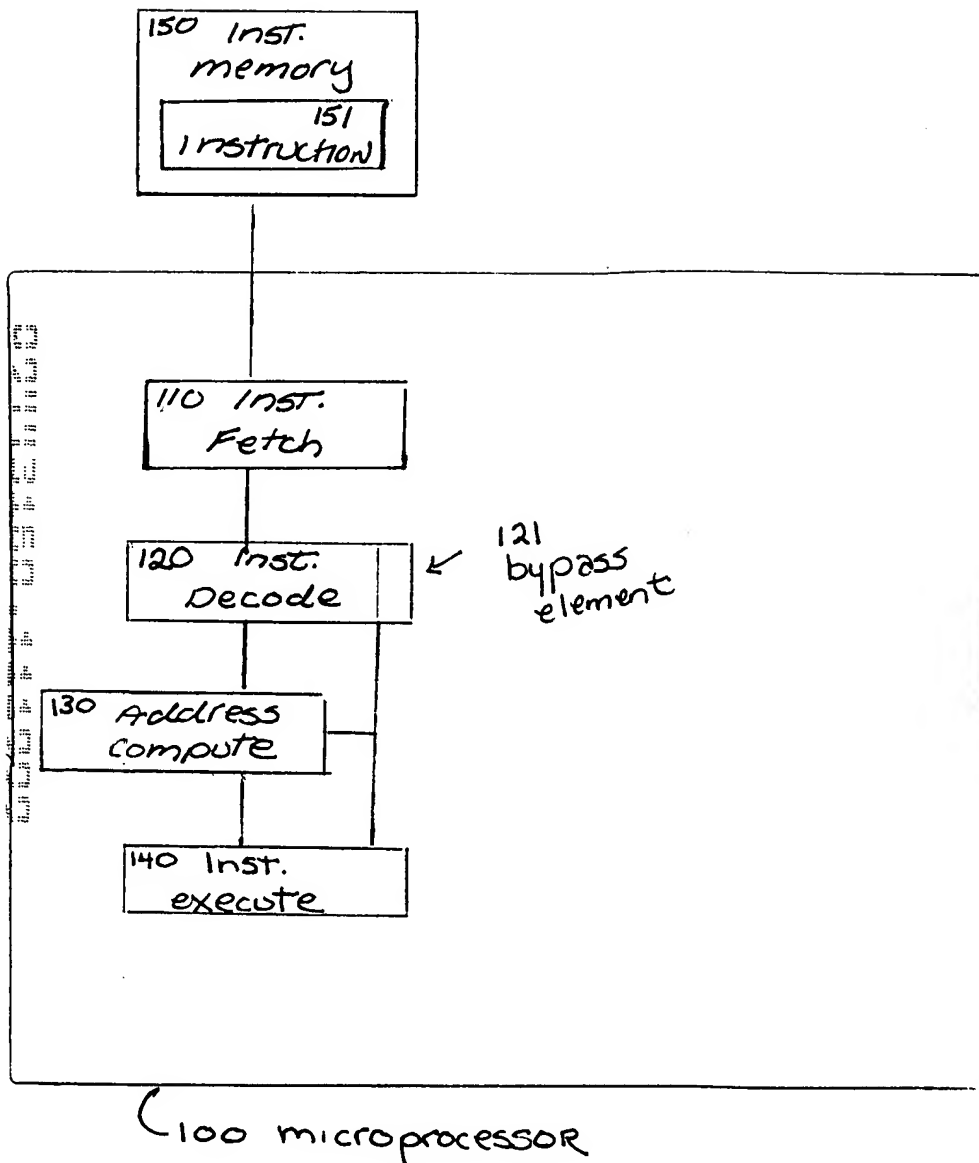 150 Inst.
memory
151
Instruction
110 Inst.
Fetch
120 Inst.
Decode
121
bypass
element
130 Address
compute
140 Inst.
execute
100 microprocessor